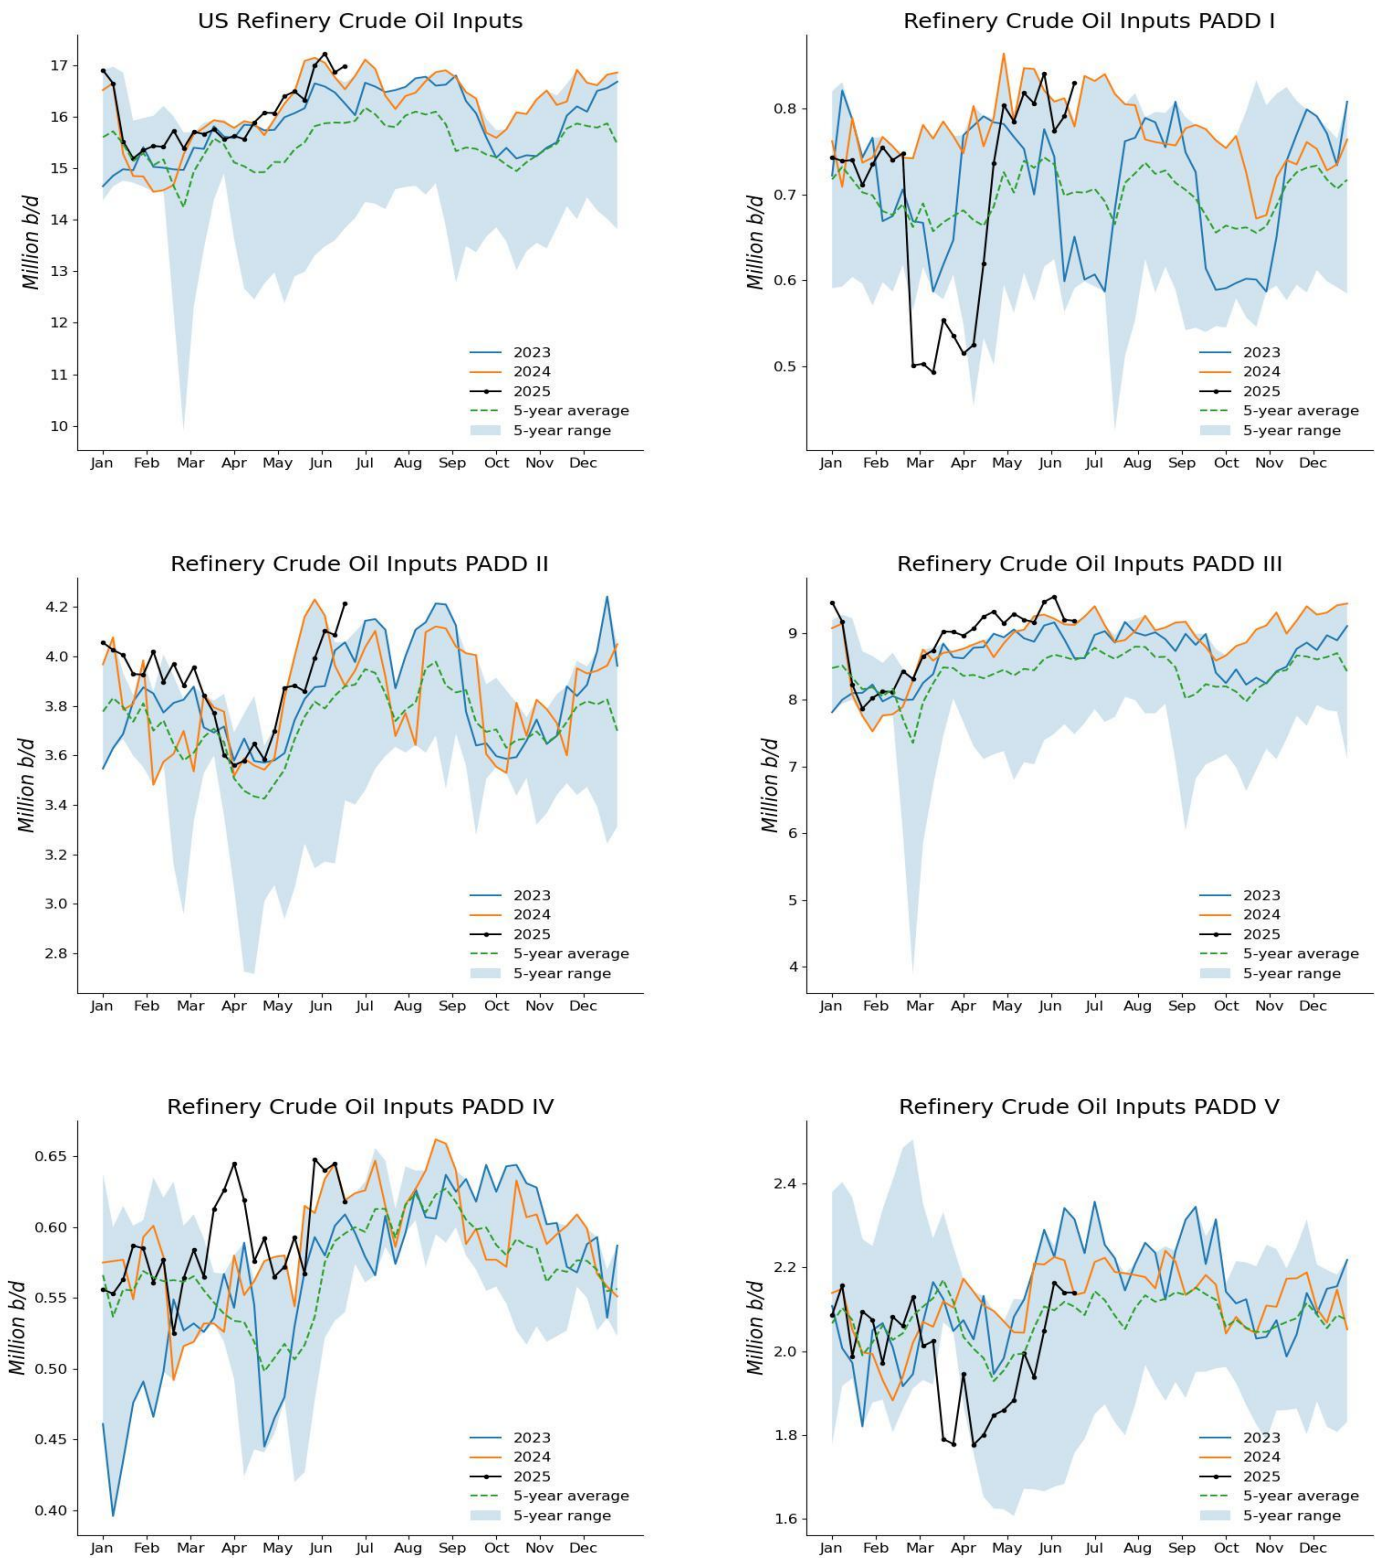 US Refinery Crude Oil Inputs
Million b/d
17
16
15
14
13
12
11
10
Jan Feb Mar Apr May Jun Jul Aug Sep Oct Nov Dec
2023
2024
2025
5-year average
5-year range
Refinery Crude Oil Inputs PADD I
Million b/d
0.8
0.7
0.6
0.5
Jan Feb Mar Apr May Jun Jul Aug Sep Oct Nov Dec
2023
2024
2025
5-year average
5-year range
Refinery Crude Oil Inputs PADD II
Million b/d
4.2
4.0
3.8
3.6
3.4
3.2
3.0
2.8
Jan Feb Mar Apr May Jun Jul Aug Sep Oct Nov Dec
2023
2024
2025
5-year average
5-year range
Refinery Crude Oil Inputs PADD III
Million b/d
9
8
7
6
5
4
Jan Feb Mar Apr May Jun Jul Aug Sep Oct Nov Dec
2023
2024
2025
5-year average
5-year range
Refinery Crude Oil Inputs PADD IV
Million b/d
0.65
0.60
0.55
0.50
0.45
0.40
Jan Feb Mar Apr May Jun Jul Aug Sep Oct Nov Dec
2023
2024
2025
5-year average
5-year range
Refinery Crude Oil Inputs PADD V
Million b/d
2.4
2.2
2.0
1.8
1.6
Jan Feb Mar Apr May Jun Jul Aug Sep Oct Nov Dec
2023
2024
2025
5-year average
5-year range